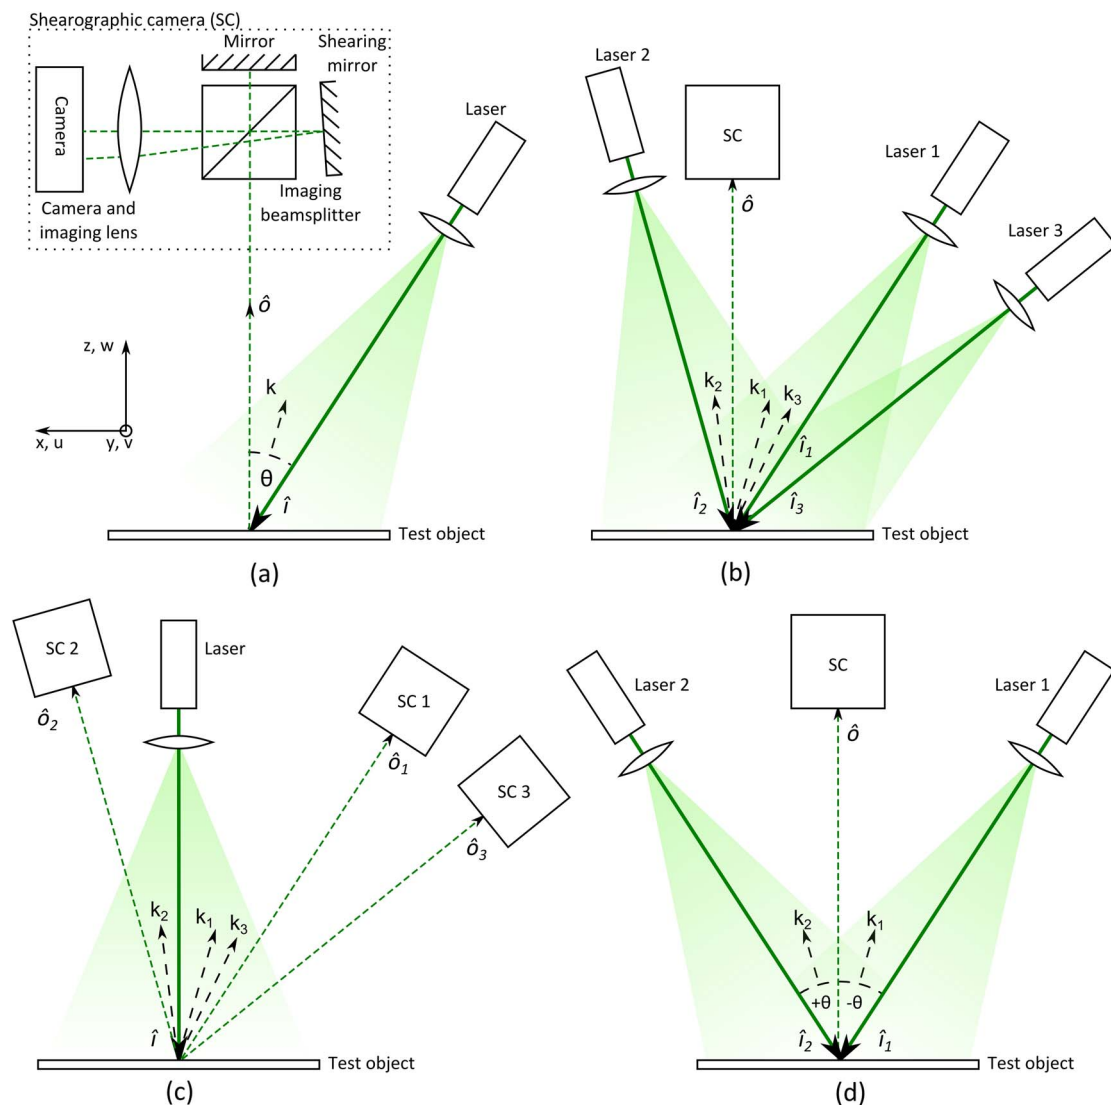 Shearographic camera (SC)
Mirror
Shearing
mirror
Camera
Camera and
imaging lens
Imaging
beamsplitter
Laser
ô
z, w
x, u
y, v
k
θ
î
Test object
(a)
Laser 2
SC
Laser 1
Laser 3
ô
k₂
k₁
k₃
î₁
î₂
î₃
Test object
(b)
SC 2
Laser
SC 1
SC 3
ô₂
ô₁
ô₃
k₂
k₁
k₃
î
Test object
(c)
Laser 2
SC
Laser 1
ô
k₂
k₁
+θ
-θ
î₂
î₁
Test object
(d)